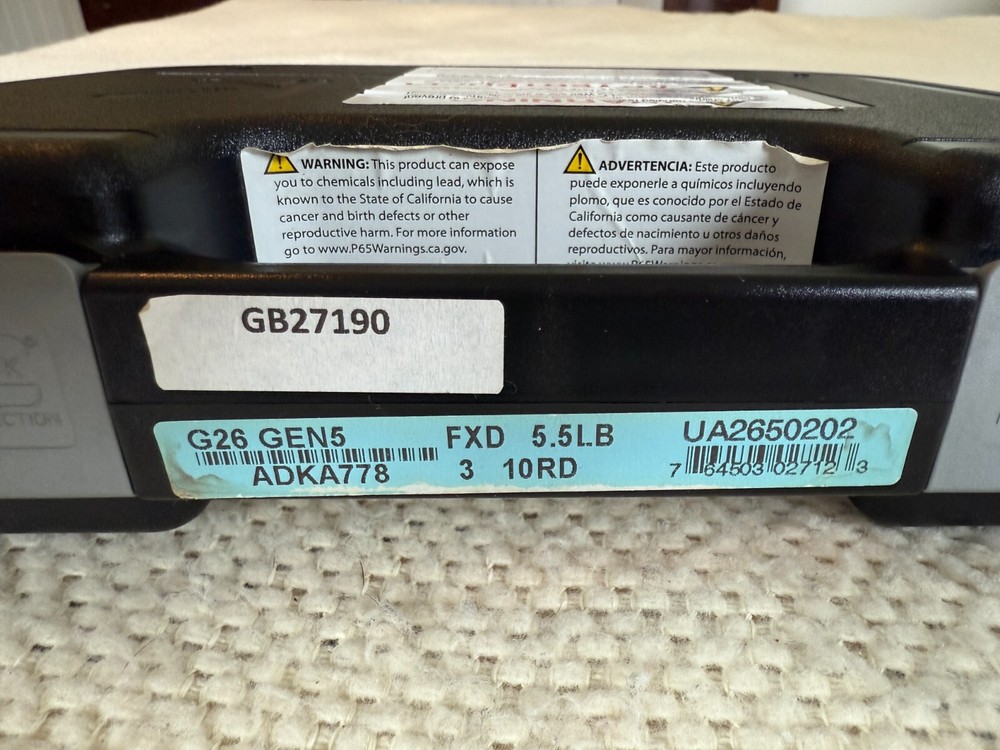 WARNING: This product can expose
you to chemicals including lead, which is
known to the State of California to cause
cancer and birth defects or other
reproductive harm. For more information
go to www.P65Warnings.ca.gov.
ADVERTENCIA: Este producto
puede exponerle a químicos incluyendo
plomo, que es conocido por el Estado de
California como causante de cáncer y
defectos de nacimiento u otros daños
reproductivos. Para mayor información,
GB27190
G26 GEN5 FXD 5.5LB UA2650202
ADKA778 3 10RD 7 64503 02712 3